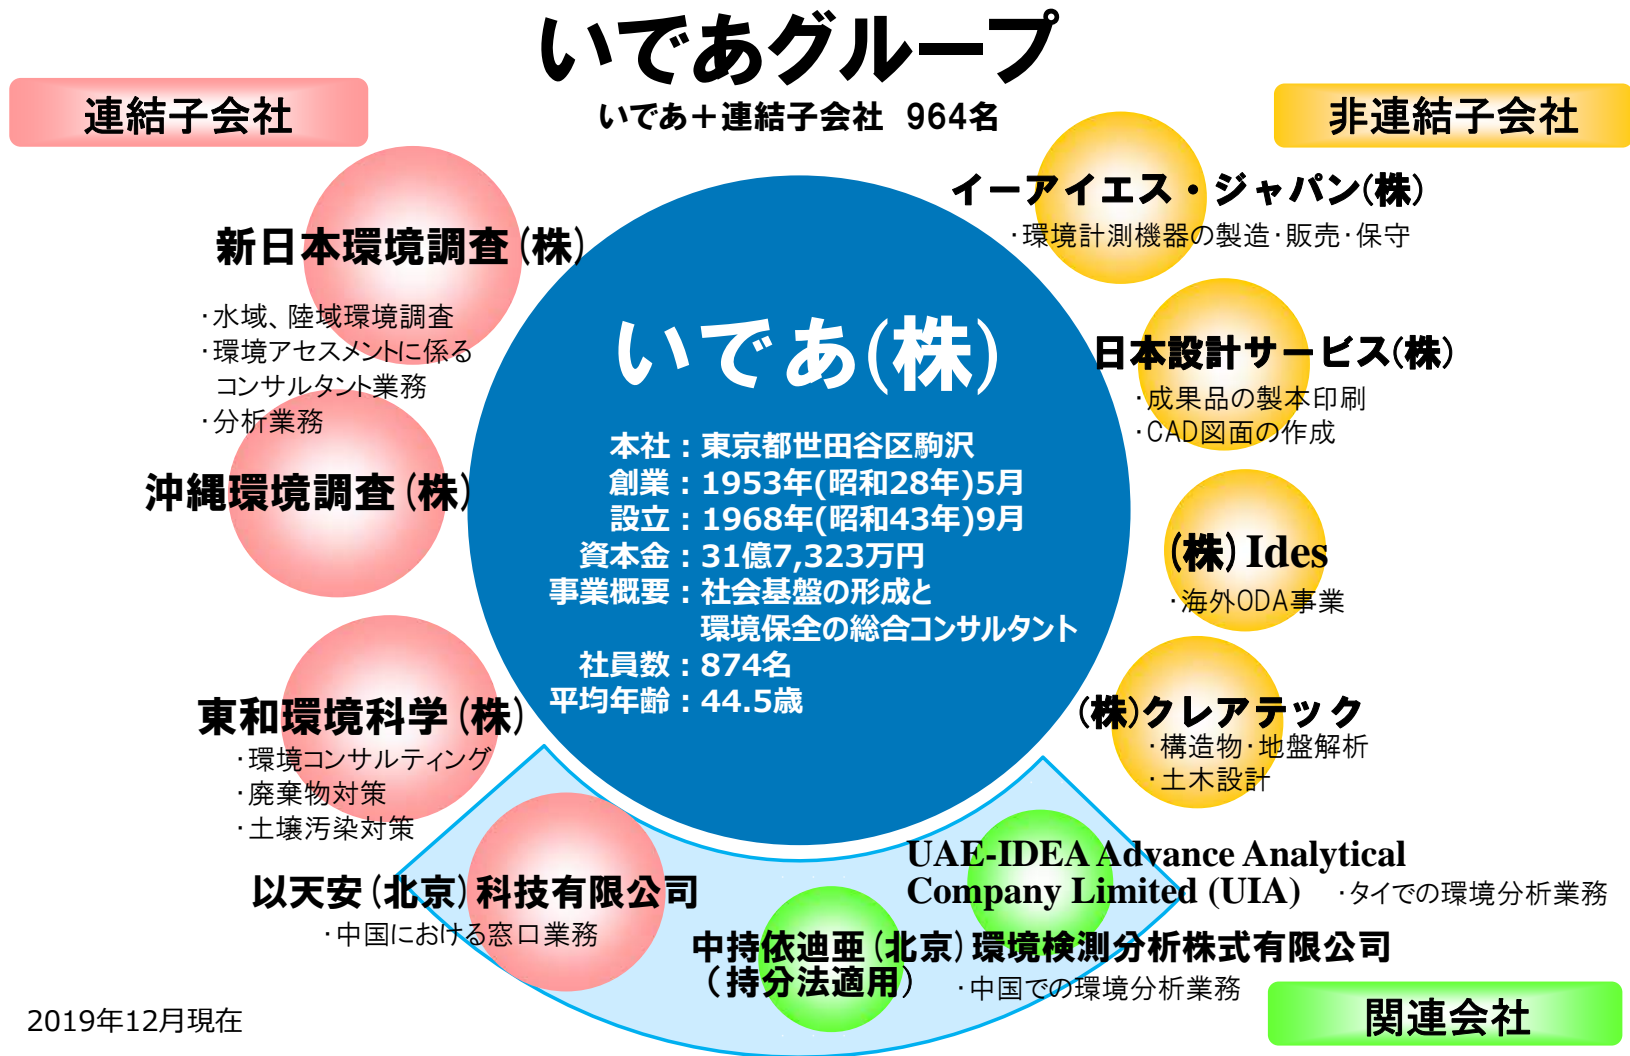 いであグループ
いであ＋連結子会社 964名
連結子会社
非連結子会社
新日本環境調査(株)
・水域、陸域環境調査
・環境アセスメントに係る
コンサルタント業務
・分析業務
沖縄環境調査(株)
東和環境科学(株)
・環境コンサルティング
・廃棄物対策
・土壌汚染対策
以天安(北京)科技有限公司
・中国における窓口業務
いであ(株)
本社：東京都世田谷区駒沢
創業：1953年(昭和28年)5月
設立：1968年(昭和43年)9月
資本金：31億7,323万円
事業概要：社会基盤の形成と
環境保全の総合コンサルタント
社員数：874名
平均年齢：44.5歳
イーアイエス・ジャパン(株)
・環境計測機器の製造・販売・保守
日本設計サービス(株)
・成果品の製本印刷
・CAD図面の作成
(株)Ides
・海外ODA事業
(株)クレアテック
・構造物・地盤解析
・土木設計
UAE-IDEA Advance Analytical
Company Limited (UIA) ・タイでの環境分析業務
中持依迪亜(北京)環境検測分析株式有限公司
（持分法適用） ・中国での環境分析業務
関連会社
2019年12月現在